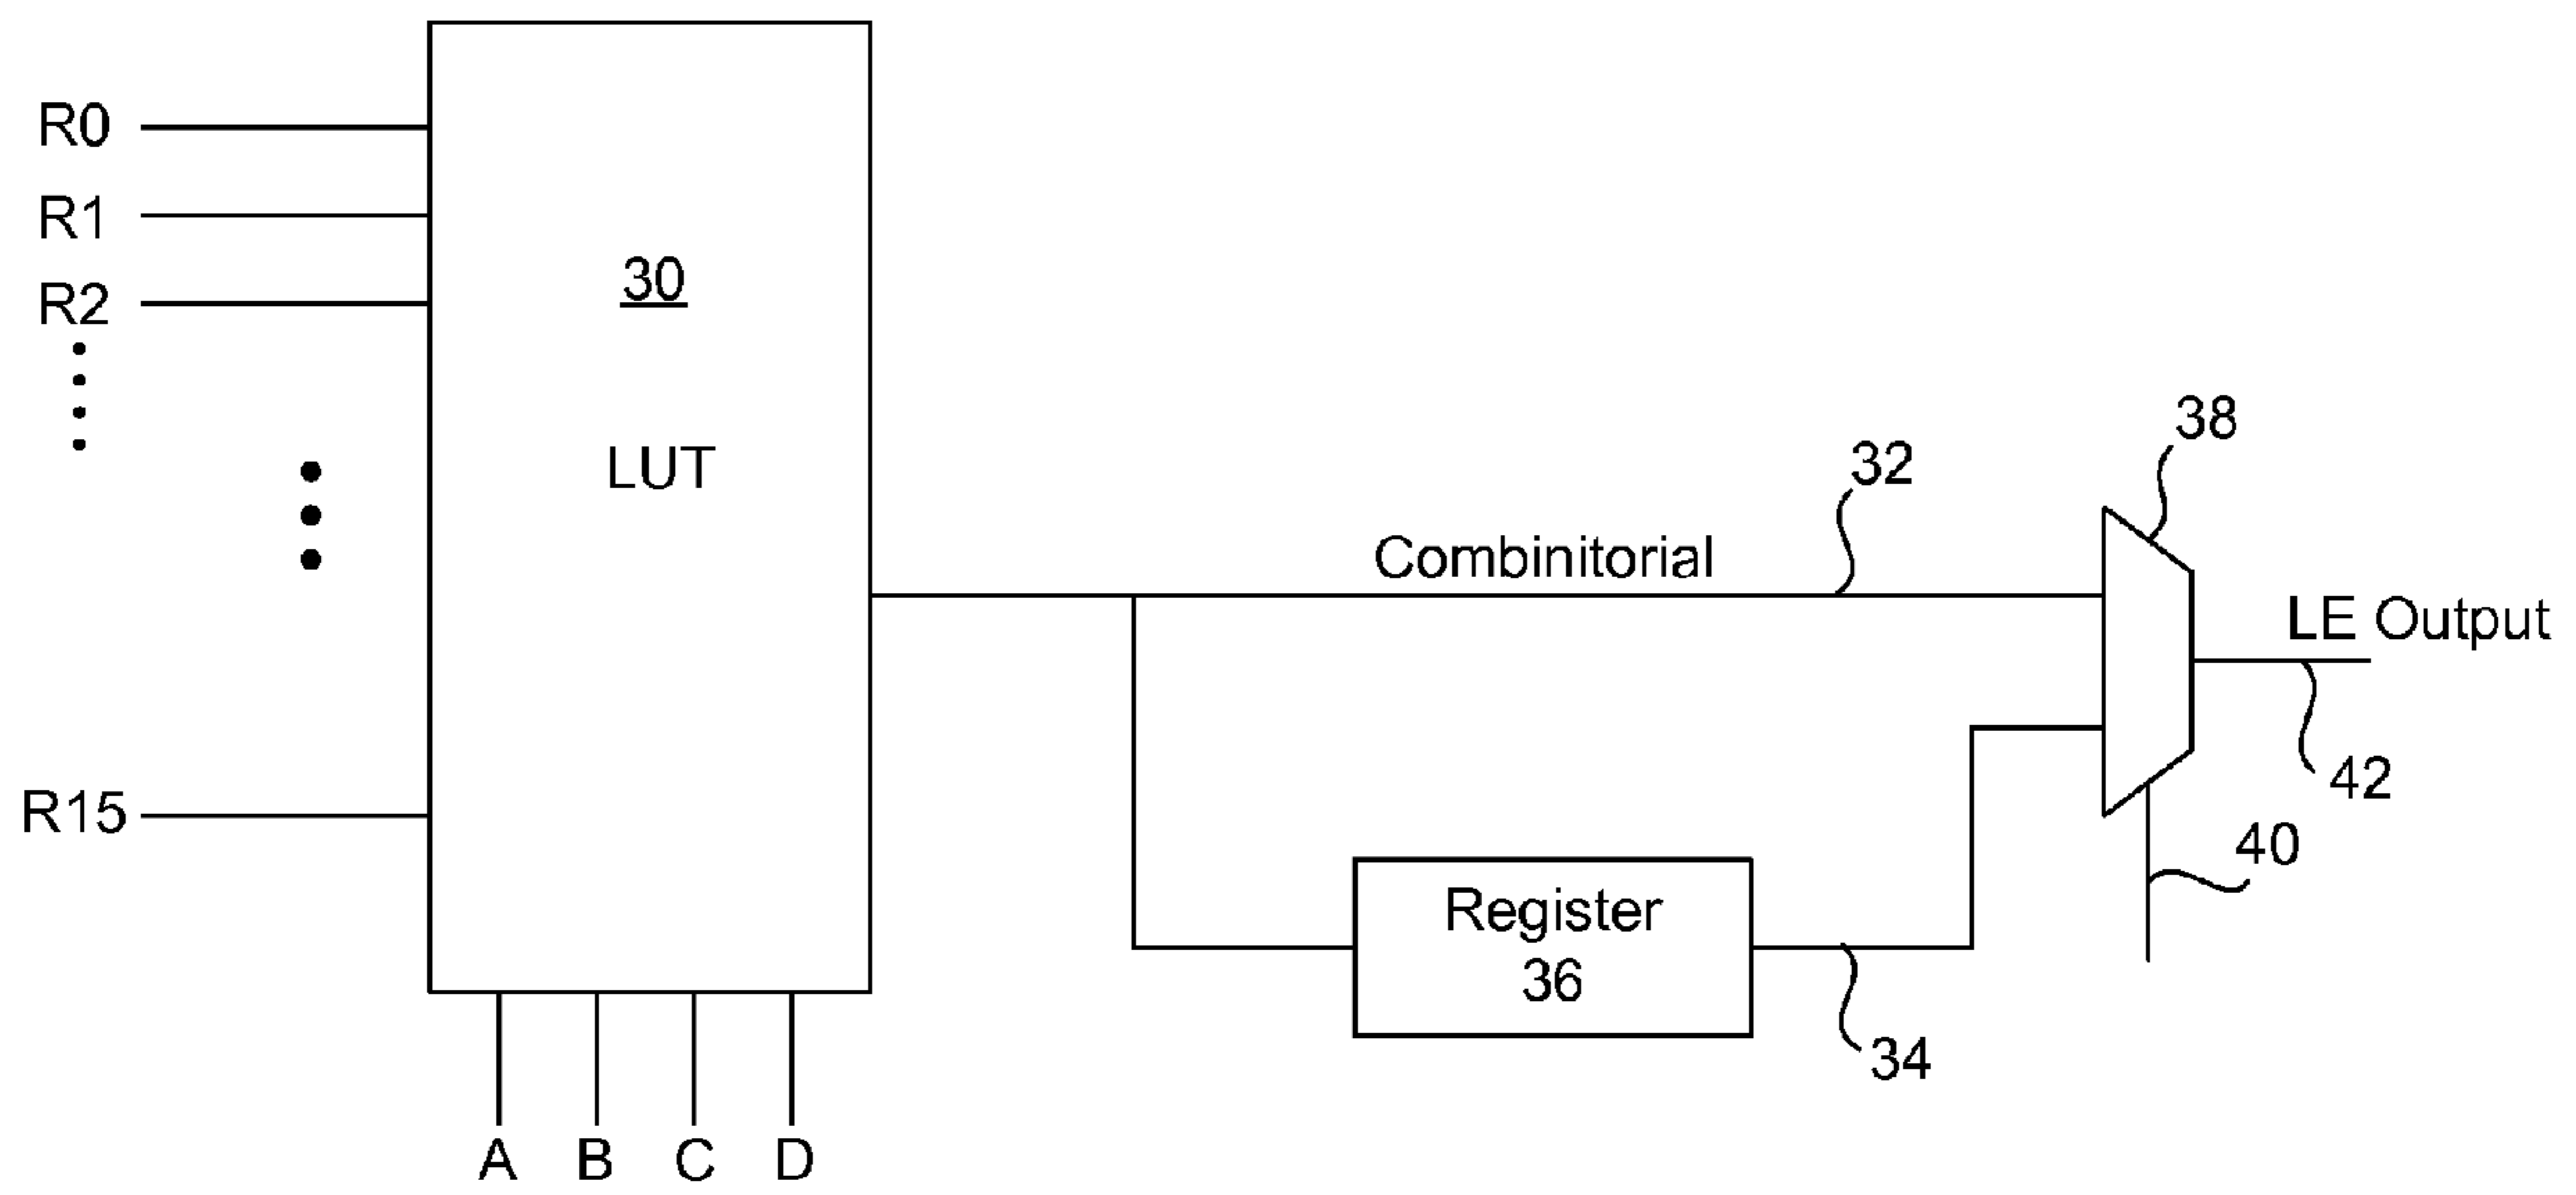 R0
R1
R2
R15
30
LUT
A B C D
Combinitorial
32
38
LE Output
42
40
Register
36
34